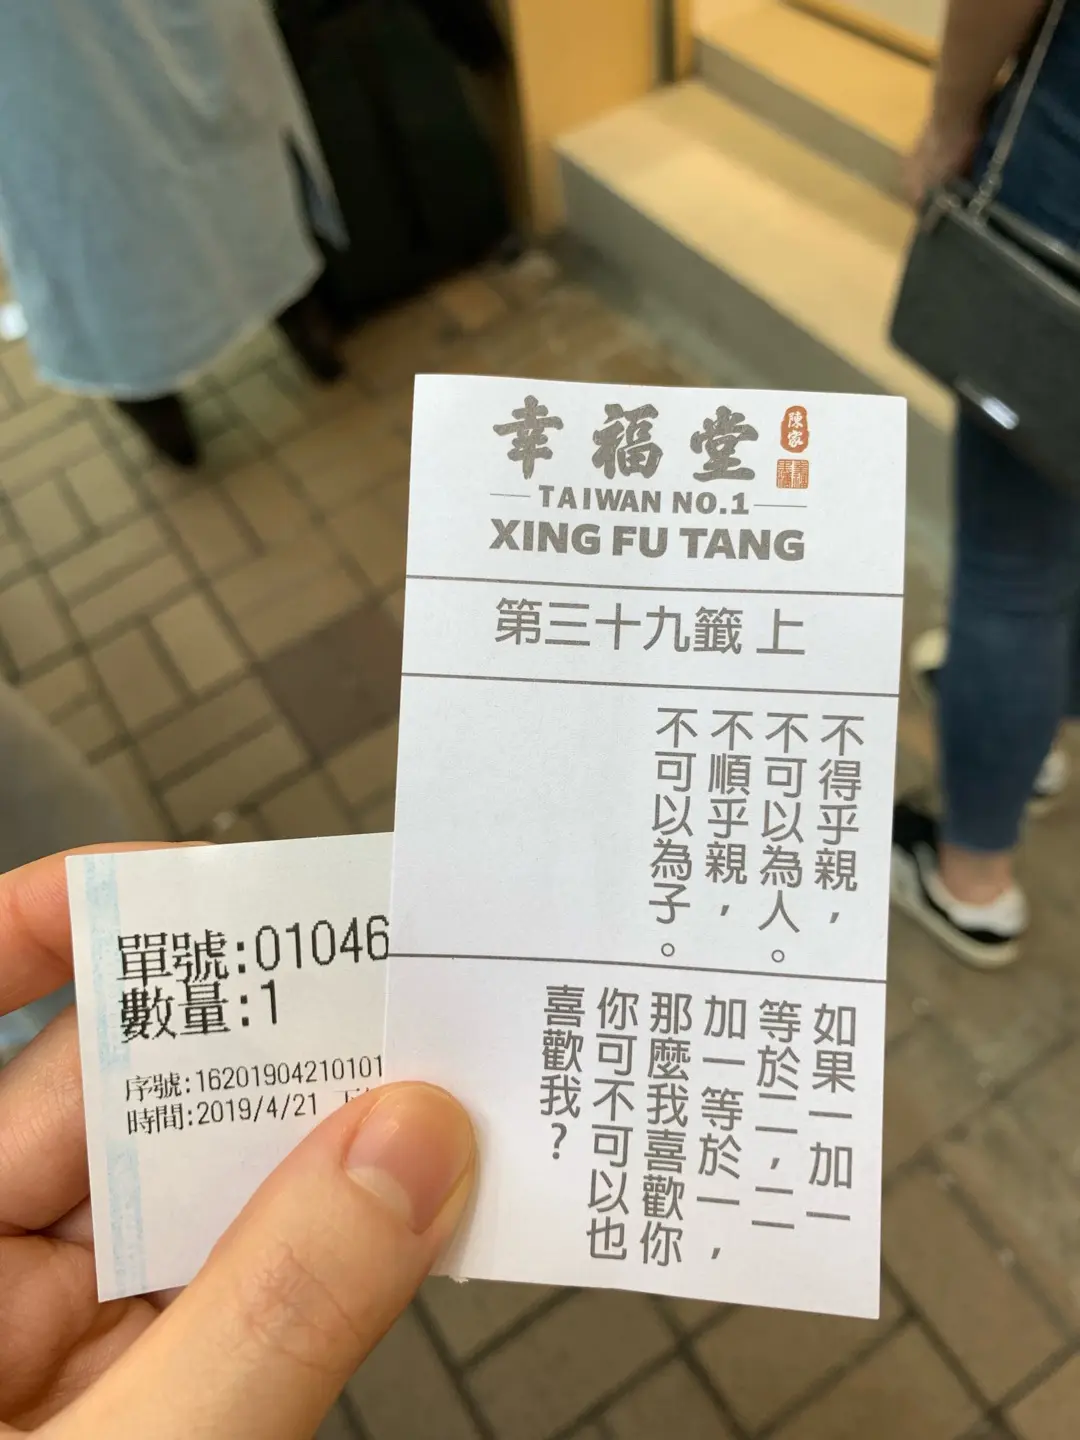 幸福堂
陳家
TAIWAN NO.1
XING FU TANG
第三十九籤 上
不得乎親，
不可以為人。
不順乎親，
不可以為子。
如果一加一
等於二，二
加一等於一，
那麼我喜歡你
你可不可以也
喜歡我？
單號:01046
數量:1
序號:16201904210101
時間:2019/4/21